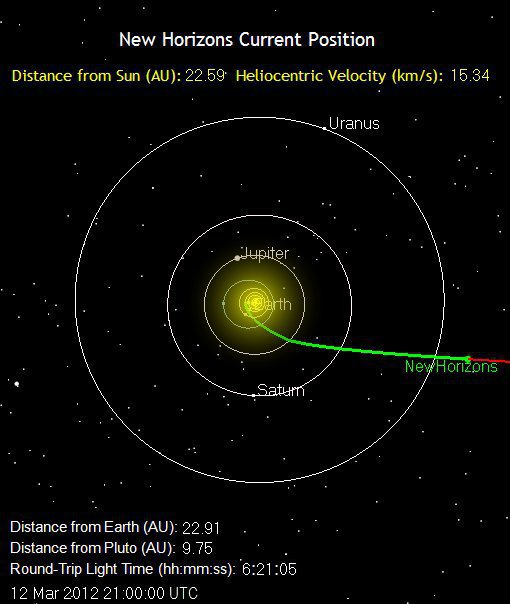 New Horizons Current Position
Distance from Sun (AU): 22.59 Heliocentric Velocity (km/s): 15.34
Uranus
Jupiter
Earth
New Horizons
Saturn
Distance from Earth (AU): 22.91
Distance from Pluto (AU): 9.75
Round-Trip Light Time (hh:mm:ss): 6:21:05
12 Mar 2012 21:00:00 UTC